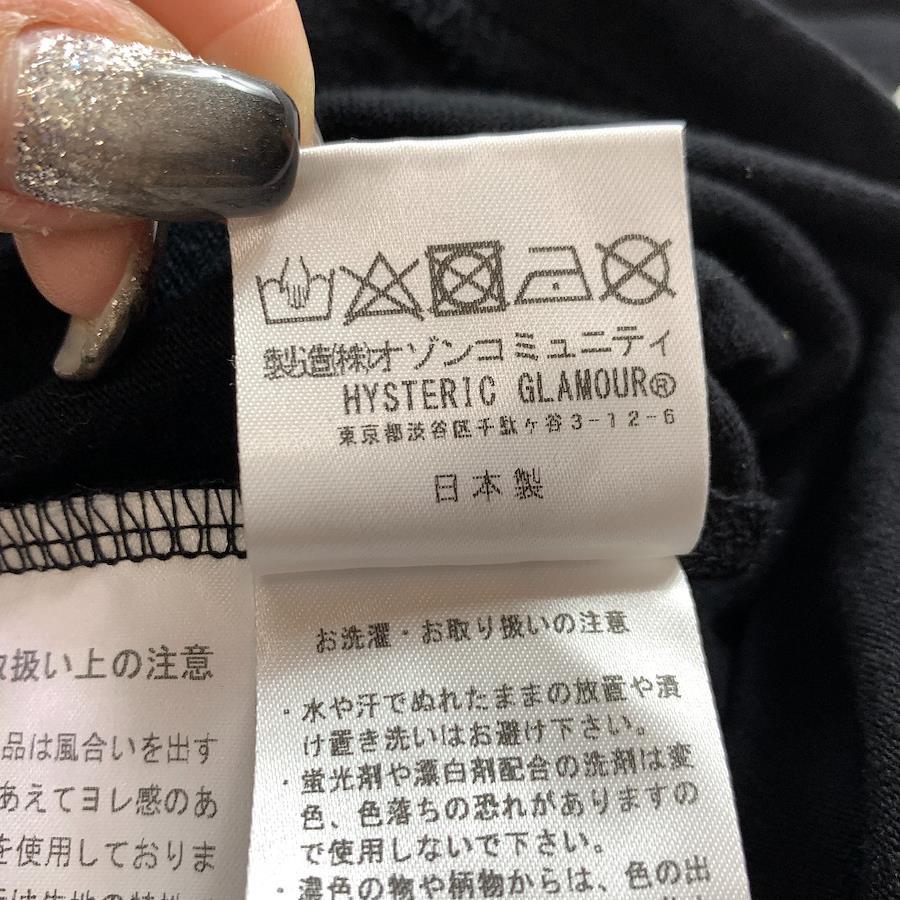 製造(株)オゾンコミュニティ
HYSTERIC GLAMOUR®
東京都渋谷区千駄ケ谷3-12-6
日本製
お洗濯・お取り扱いの注意
・水や汗でぬれたままの放置や漬
け置き洗いはお避け下さい。
・蛍光剤や漂白剤配合の洗剤は変
色、色落ちの恐れがありますの
で使用しないで下さい。
・濃色の物や柄物からは、色の出
扱い上の注意
品は風合いを出す
あえてヨレ感のあ
を使用しておりま